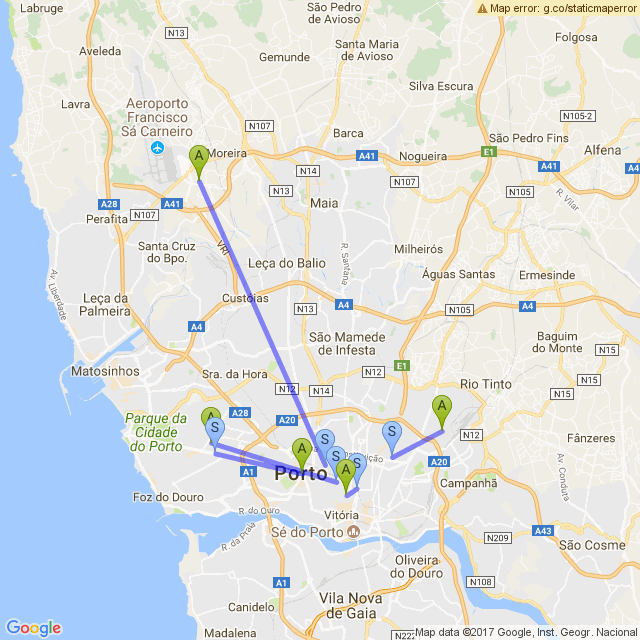 Labruge
São Pedro
de Avioso
Map error: g.co/staticmaperror
N13
Santa Maria
de Avioso
Folgosa
Aveleda
Gemunde
Silva Escura
Lavra
Aeroporto
Francisco
Sá Carneiro
N107
Barca
N105-2
São Pedro Fins
Alfena
A
Moreira
A41
Nogueira
E1
A41
N14
N107
N13
N105
R. Vilar
A28
A41
Maia
Perafita
N107
VRI
Santa Cruz
do Bpo.
R. Santana
Milheirós
Leça do Balio
Águas Santas
Ermesinde
Av. Liberdade
Leça da
Palmeira
Custoias
A4
N13
N105
A4
A4
São Mamede
de Infesta
Baguim
do Monte
N15
E1
Matosinhos
Sra. da Hora
N12
N12
N14
Rio Tinto
N15
A
A
A28
A20
Parque da
Cidade
do Porto
S
S
S
N12
Fânzeres
A
S
A20
A1
Porto
A
S
Campanhã
Av. Conduta
Foz do Douro
R. do Ouro
Vitória
R. da Praia
Sé do Porto
A43
N209
São Cosme
Oliveira
do Douro
A1
N108
Vila Nova
de Gaia
Canidelo
Google
Madalena
N222
Map data ©2017 Google, Inst. Geogr. Nacional